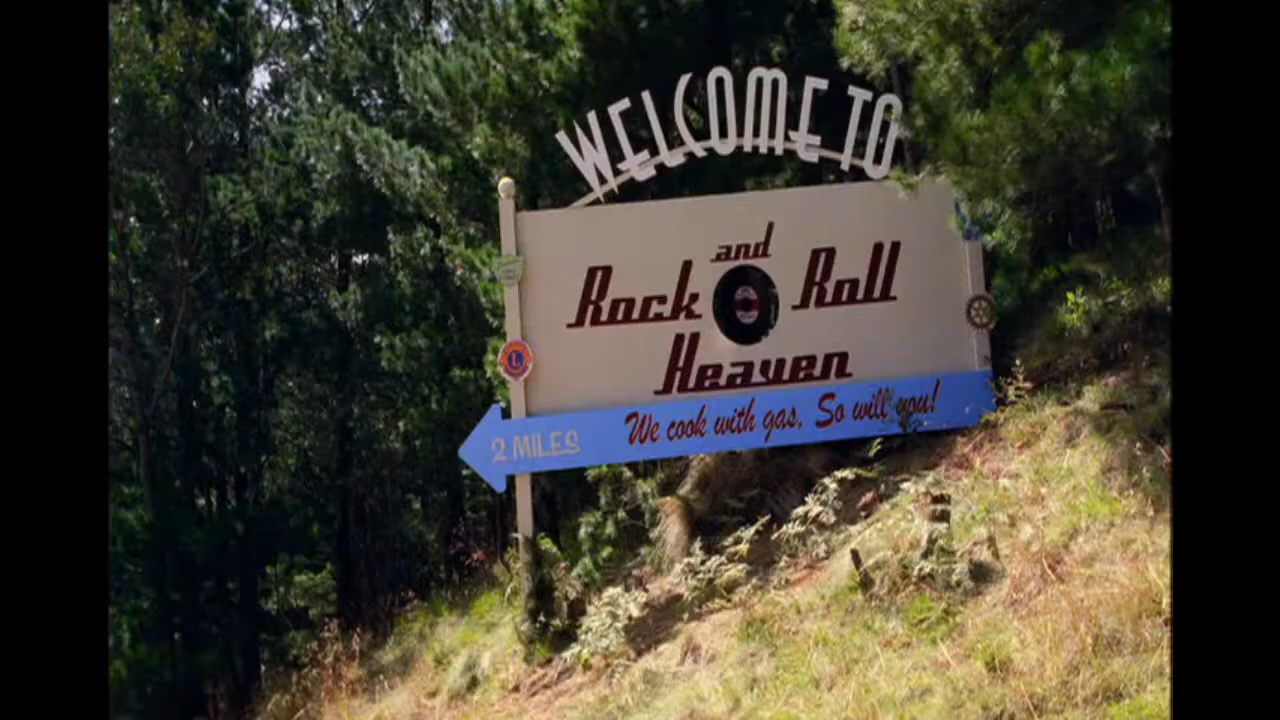 WELCOME TO
Rock and Roll
Heaven
We cook with gas, So will you!
2 MILES